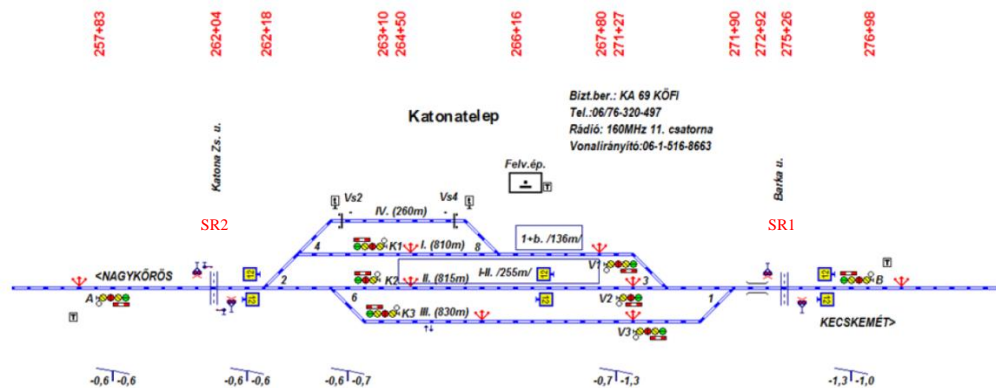 257+83 262+04 262+18 263+10 264+50 266+16 267+80 271+27 271+90 272+92 275+26 276+98
Katonatelep
Bizt.ber.: KA 69 KÖFI
Tel.:06/76-320-497
Rádió: 160MHz 11. csatorna
Vonalirányító:06-1-516-8663
Katona Zs. u.
Barka u.
Felv.ép.
T
Vs2 Vs4
SR2 SR1
IV. (260m)
4 K1 I. (810m) 8 1+b. /136m/
<NAGYKŐRÖS V1 T
I-II. /255m/
A 2 K2 II. (815m) V2 3 1 B
T 6 K3 III. (830m) V3 KECSKEMÉT>
-0,6 -0,6 -0,6 -0,6 -0,6 -0,7 -0,7 -1,3 -1,3 -1,0